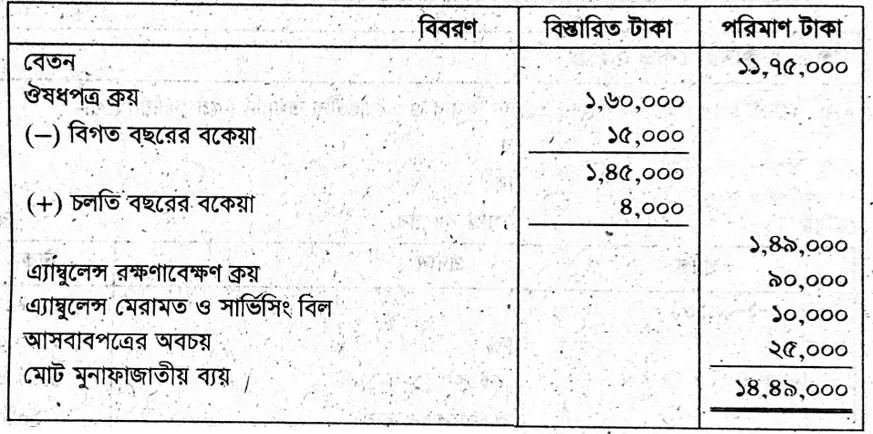 বিবরণ বিস্তারিত টাকা পরিমাণ টাকা
বেতন ১১,৭৫,০০০
ঔষধপত্র ক্রয় ১,৬০,০০০
(−) বিগত বছরের বকেয়া ১৫,০০০
১,৪৫,০০০
(+) চলতি বছরের বকেয়া ৪,০০০
১,৪৯,০০০
এ্যাম্বুলেন্স রক্ষণাবেক্ষণ ক্রয় ৯০,০০০
এ্যাম্বুলেন্স মেরামত ও সার্ভিসিং বিল ১০,০০০
আসবাবপত্রের অবচয় ২৫,০০০
মোট মুনাফাজাতীয় ব্যয় ১৪,৪৯,০০০